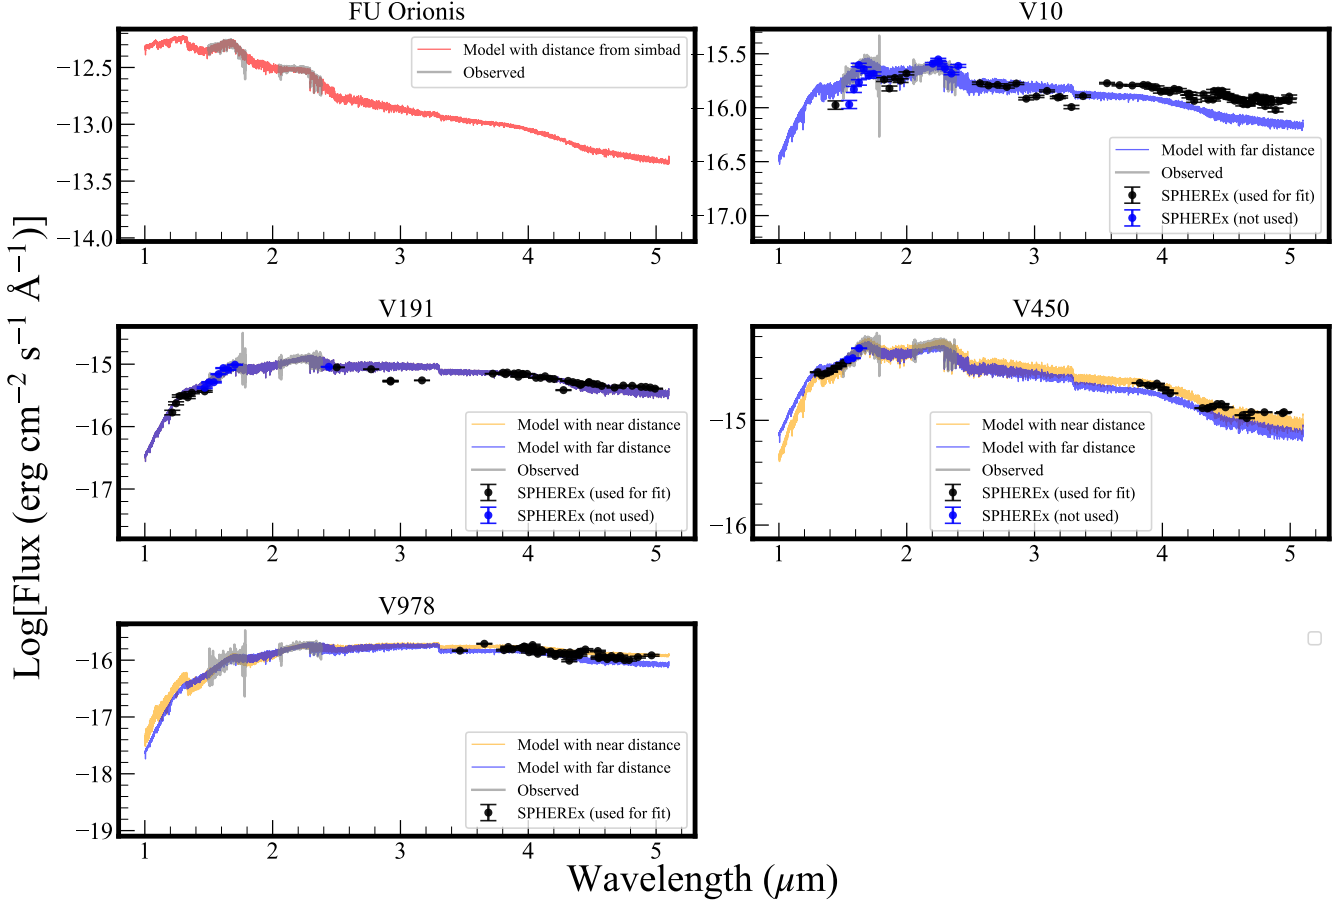 FU Orionis
−12.5
−13.0
−13.5
−14.0
1 2 3 4 5
Model with distance from simbad
Observed
V10
−15.5
−16.0
−16.5
−17.0
1 2 3 4 5
Model with far distance
Observed
SPHEREx (used for fit)
SPHEREx (not used)
Log[Flux (erg cm−2 s−1 Å−1)]
V191
−15
−16
−17
1 2 3 4 5
Model with near distance
Model with far distance
Observed
SPHEREx (used for fit)
SPHEREx (not used)
V450
−15
−16
1 2 3 4 5
Model with near distance
Model with far distance
Observed
SPHEREx (used for fit)
SPHEREx (not used)
V978
−16
−17
−18
−19
1 2 3 4 5
Model with near distance
Model with far distance
Observed
SPHEREx (used for fit)
Wavelength (μm)